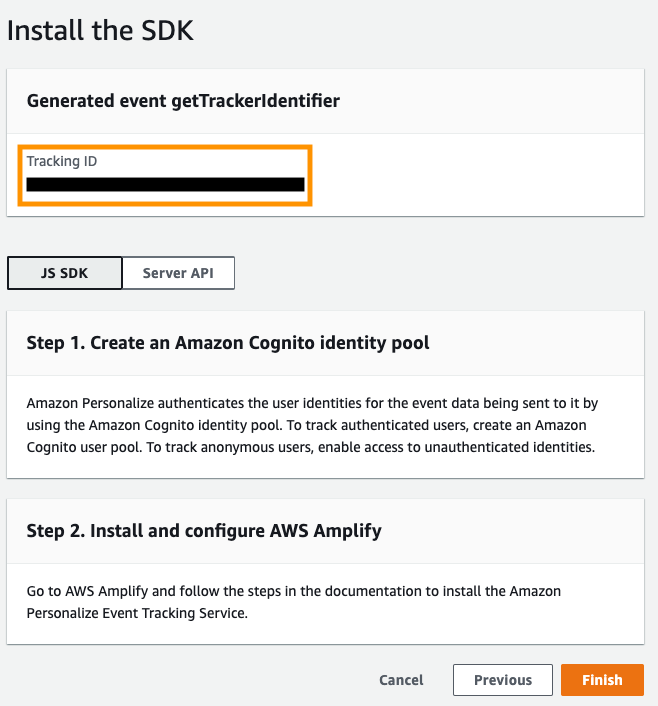 Install the SDK
Generated event getTrackerIdentifier
Tracking ID
JS SDK
Server API
Step 1. Create an Amazon Cognito identity pool
Amazon Personalize authenticates the user identities for the event data being sent to it by
using the Amazon Cognito identity pool. To track authenticated users, create an Amazon
Cognito user pool. To track anonymous users, enable access to unauthenticated identities.
Step 2. Install and configure AWS Amplify
Go to AWS Amplify and follow the steps in the documentation to install the Amazon
Personalize Event Tracking Service.
Cancel
Previous
Finish